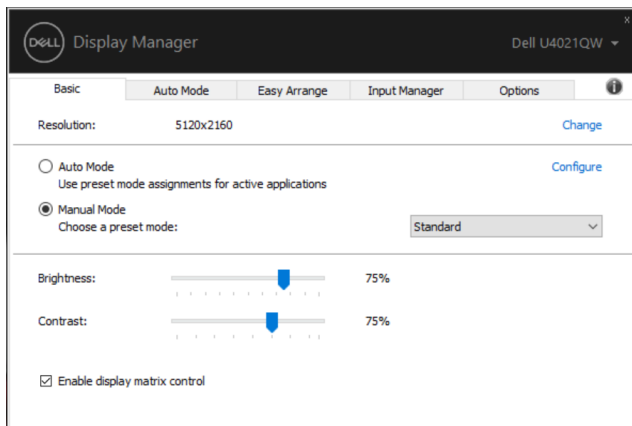 x
DELL Display Manager Dell U4021QW
Basic Auto Mode Easy Arrange Input Manager Options i
Resolution: 5120x2160 Change
Auto Mode Configure
Use preset mode assignments for active applications
Manual Mode
Choose a preset mode: Standard
Brightness: 75%
Contrast: 75%
Enable display matrix control